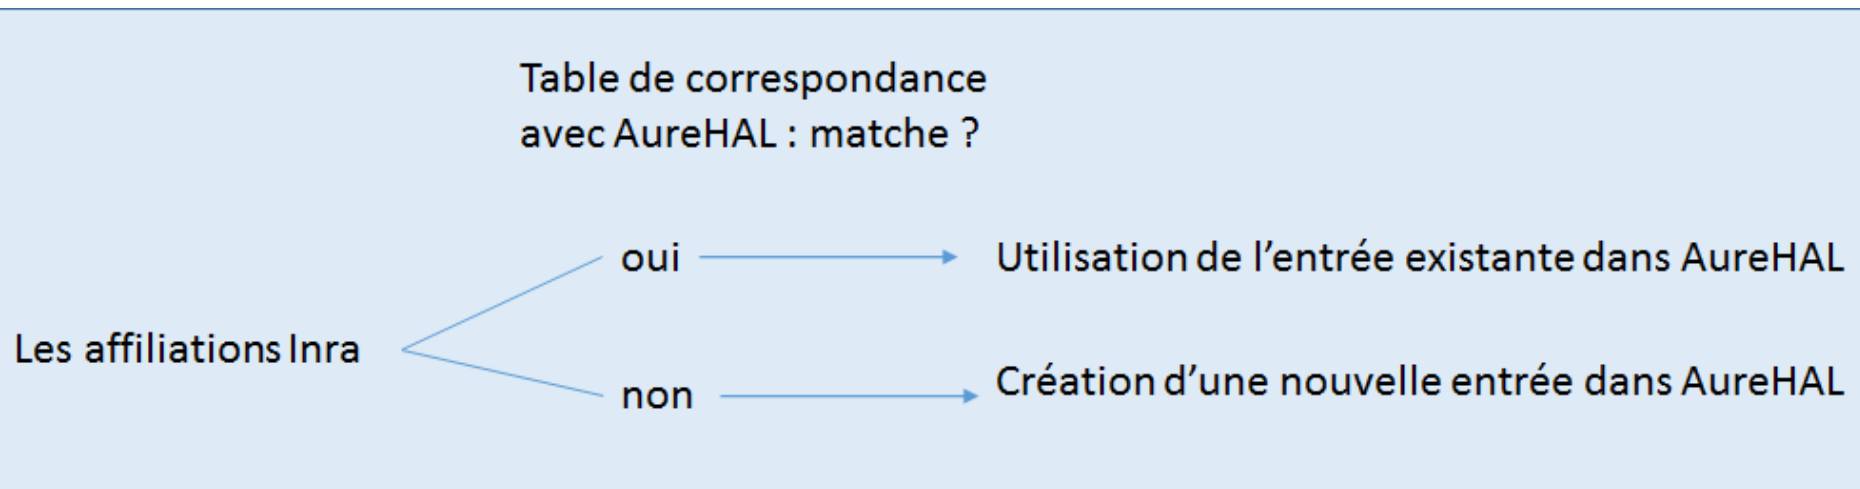 Table de correspondance
avec AureHAL : matche ?
oui
Utilisation de l’entrée existante dans AureHAL
Les affiliations Inra
non
Création d’une nouvelle entrée dans AureHAL